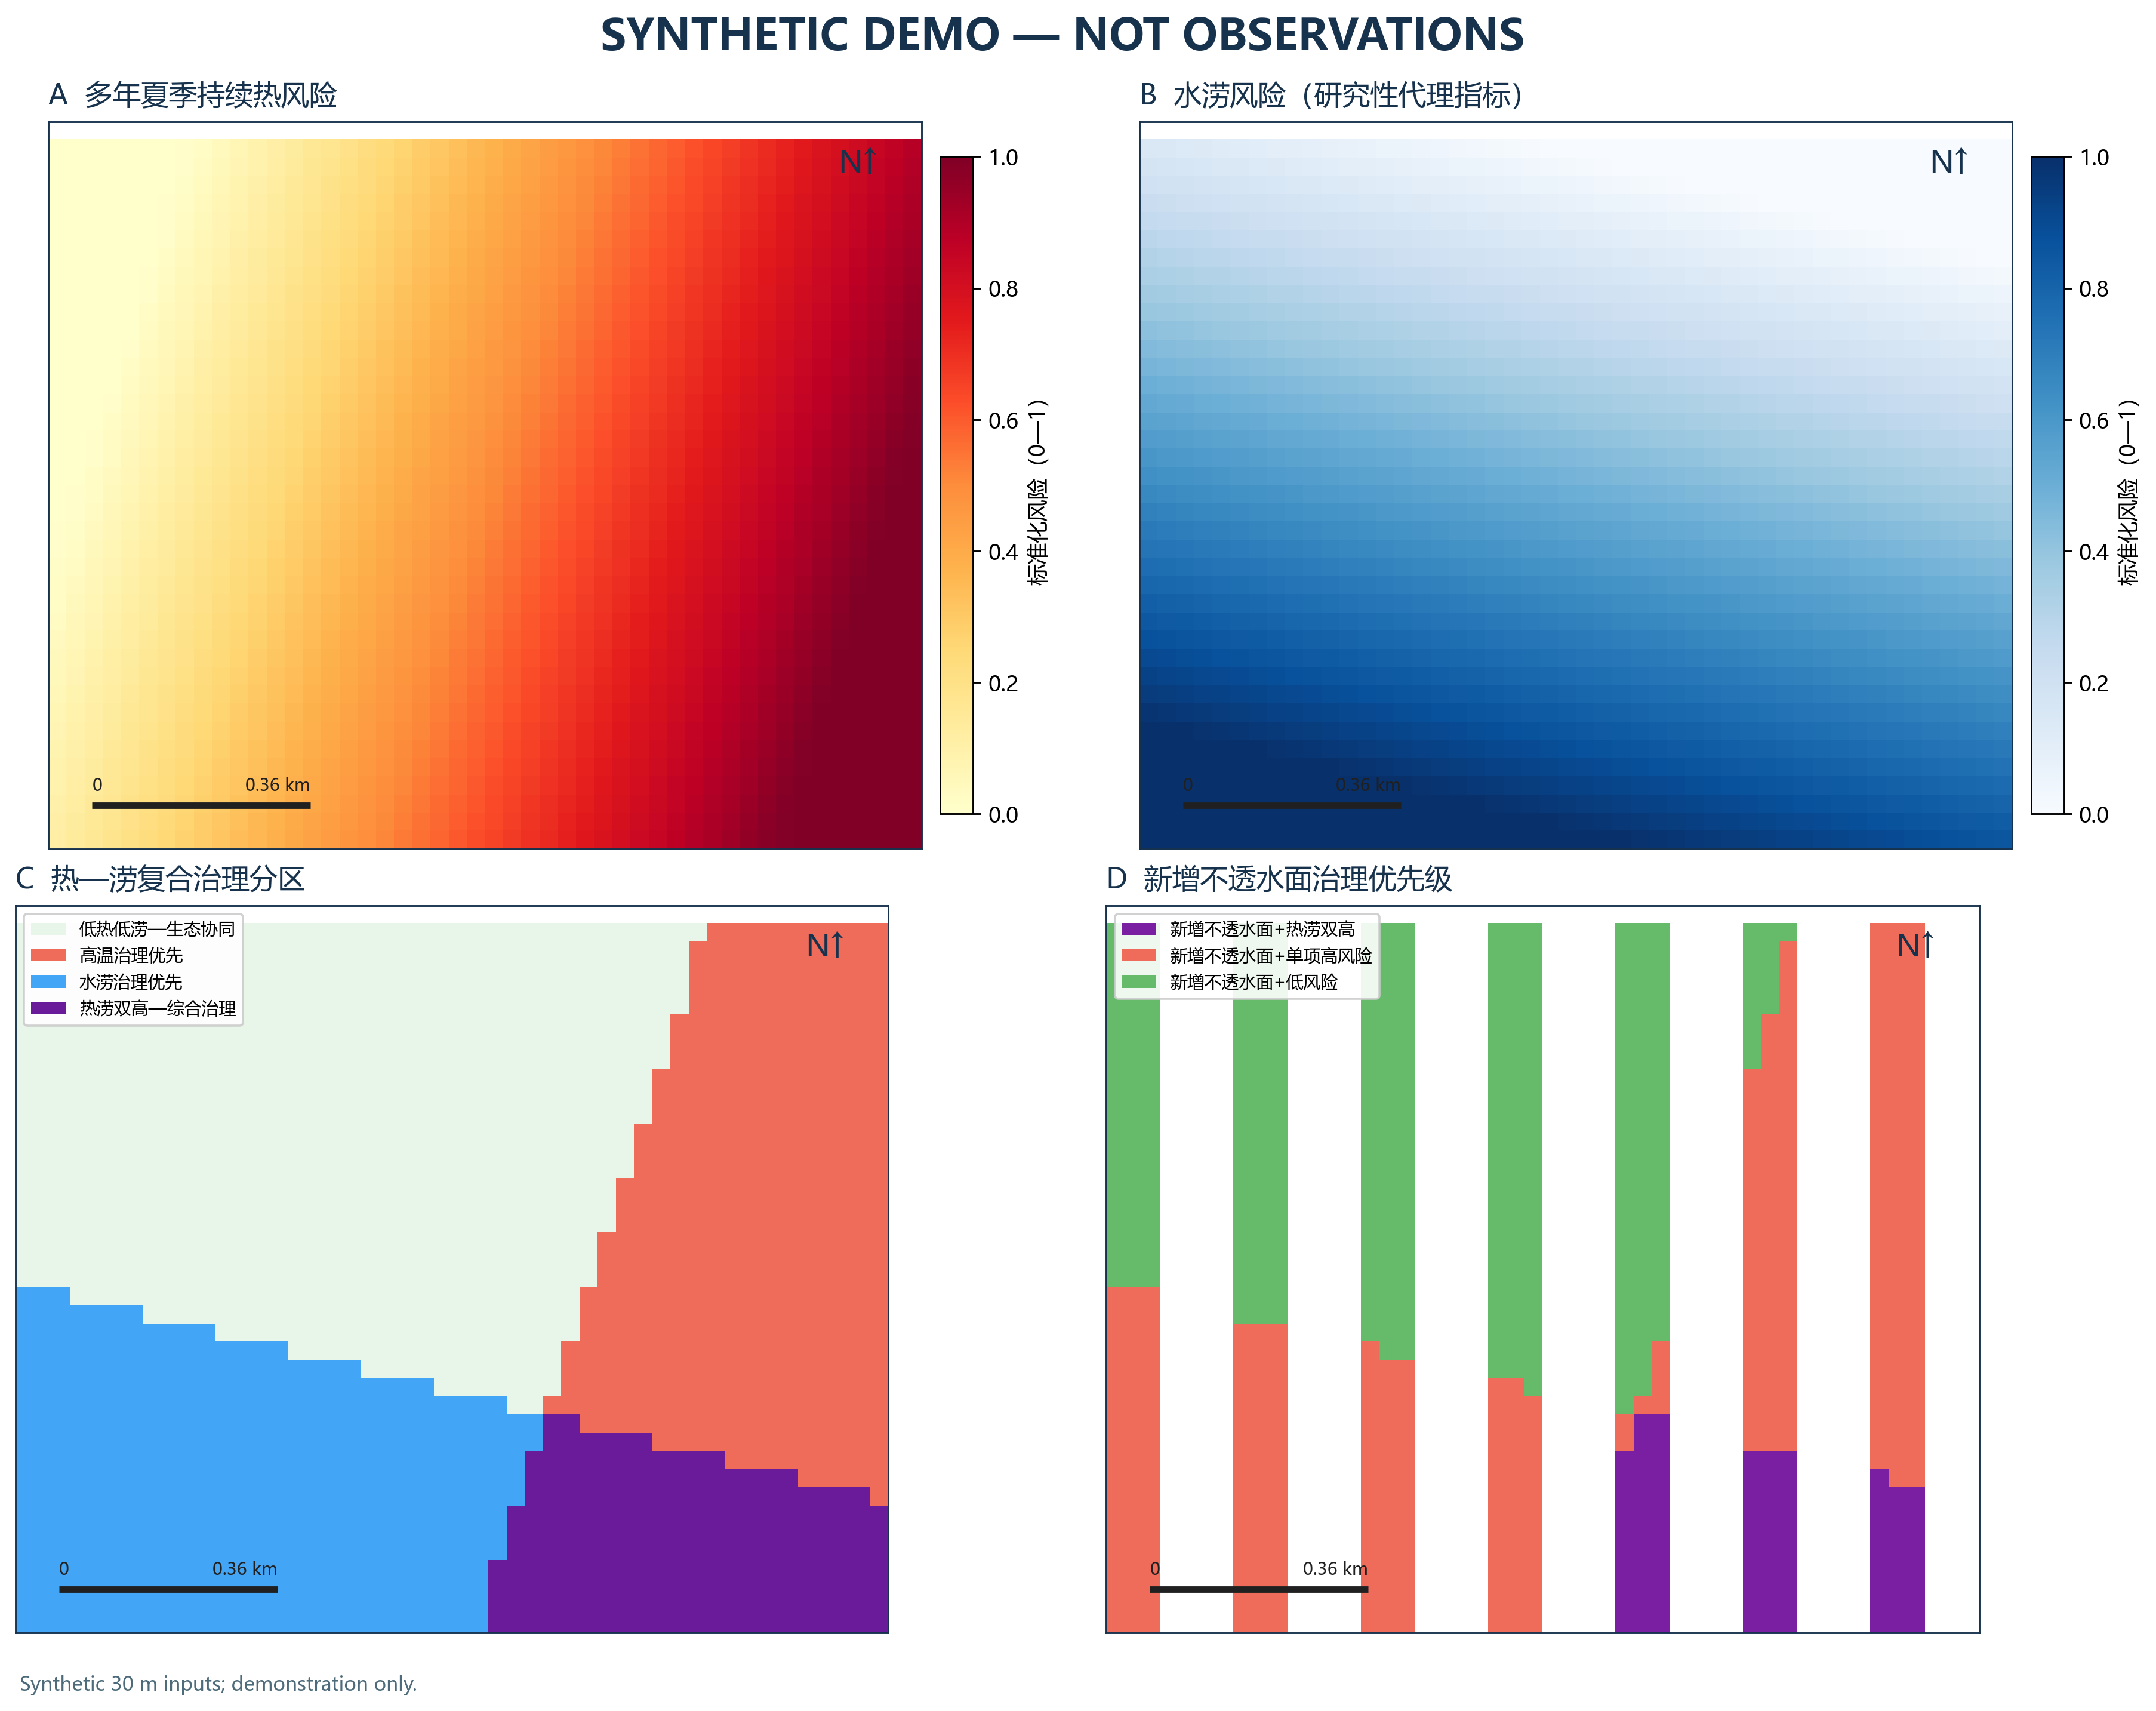 SYNTHETIC DEMO — NOT OBSERVATIONS
A 多年夏季持续热风险
N↑
1.0
0.8
0.6
0.4
0.2
0.0
标准化风险（0—1）
0 0.36 km
B 水涝风险（研究性代理指标）
N↑
1.0
0.8
0.6
0.4
0.2
0.0
标准化风险（0—1）
0 0.36 km
C 热—涝复合治理分区
低热低涝—生态协同
高温治理优先
水涝治理优先
热涝双高—综合治理
N↑
0 0.36 km
D 新增不透水面治理优先级
新增不透水面+热涝双高
新增不透水面+单项高风险
新增不透水面+低风险
N↑
0 0.36 km
Synthetic 30 m inputs; demonstration only.